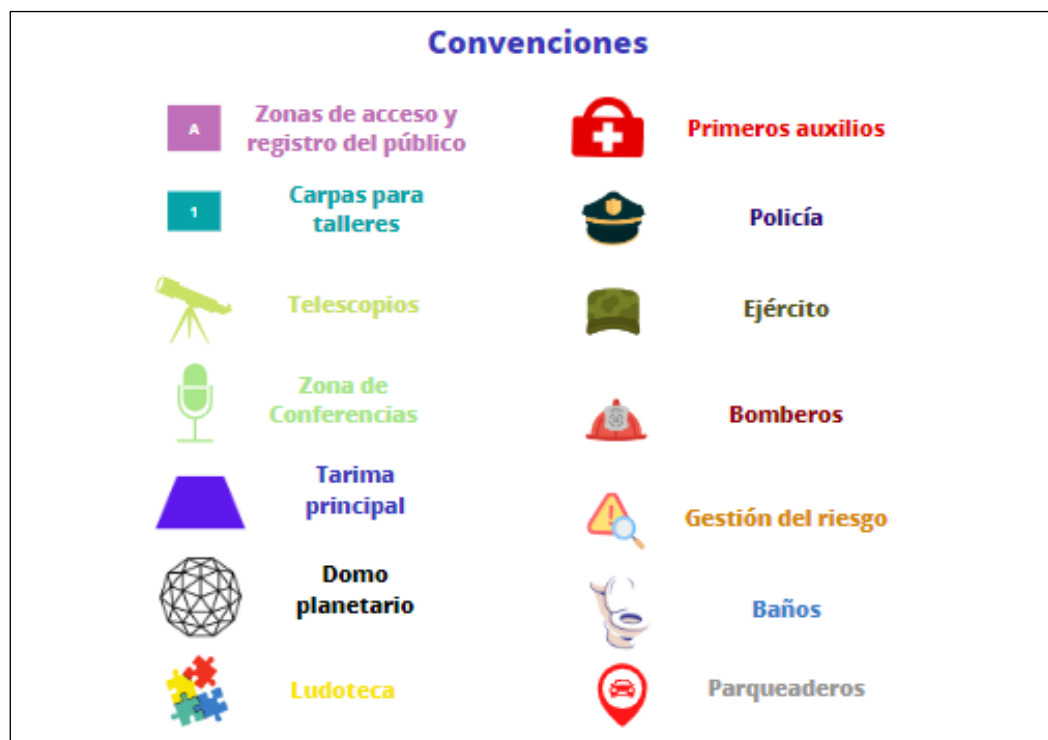 Convenciones
A
Zonas de acceso y
registro del público
1
Carpas para
talleres
Telescopios
Zona de
Conferencias
Tarima
principal
Domo
planetario
Ludoteca
Primeros auxilios
Policía
Ejército
Bomberos
Gestión del riesgo
Baños
Parqueaderos